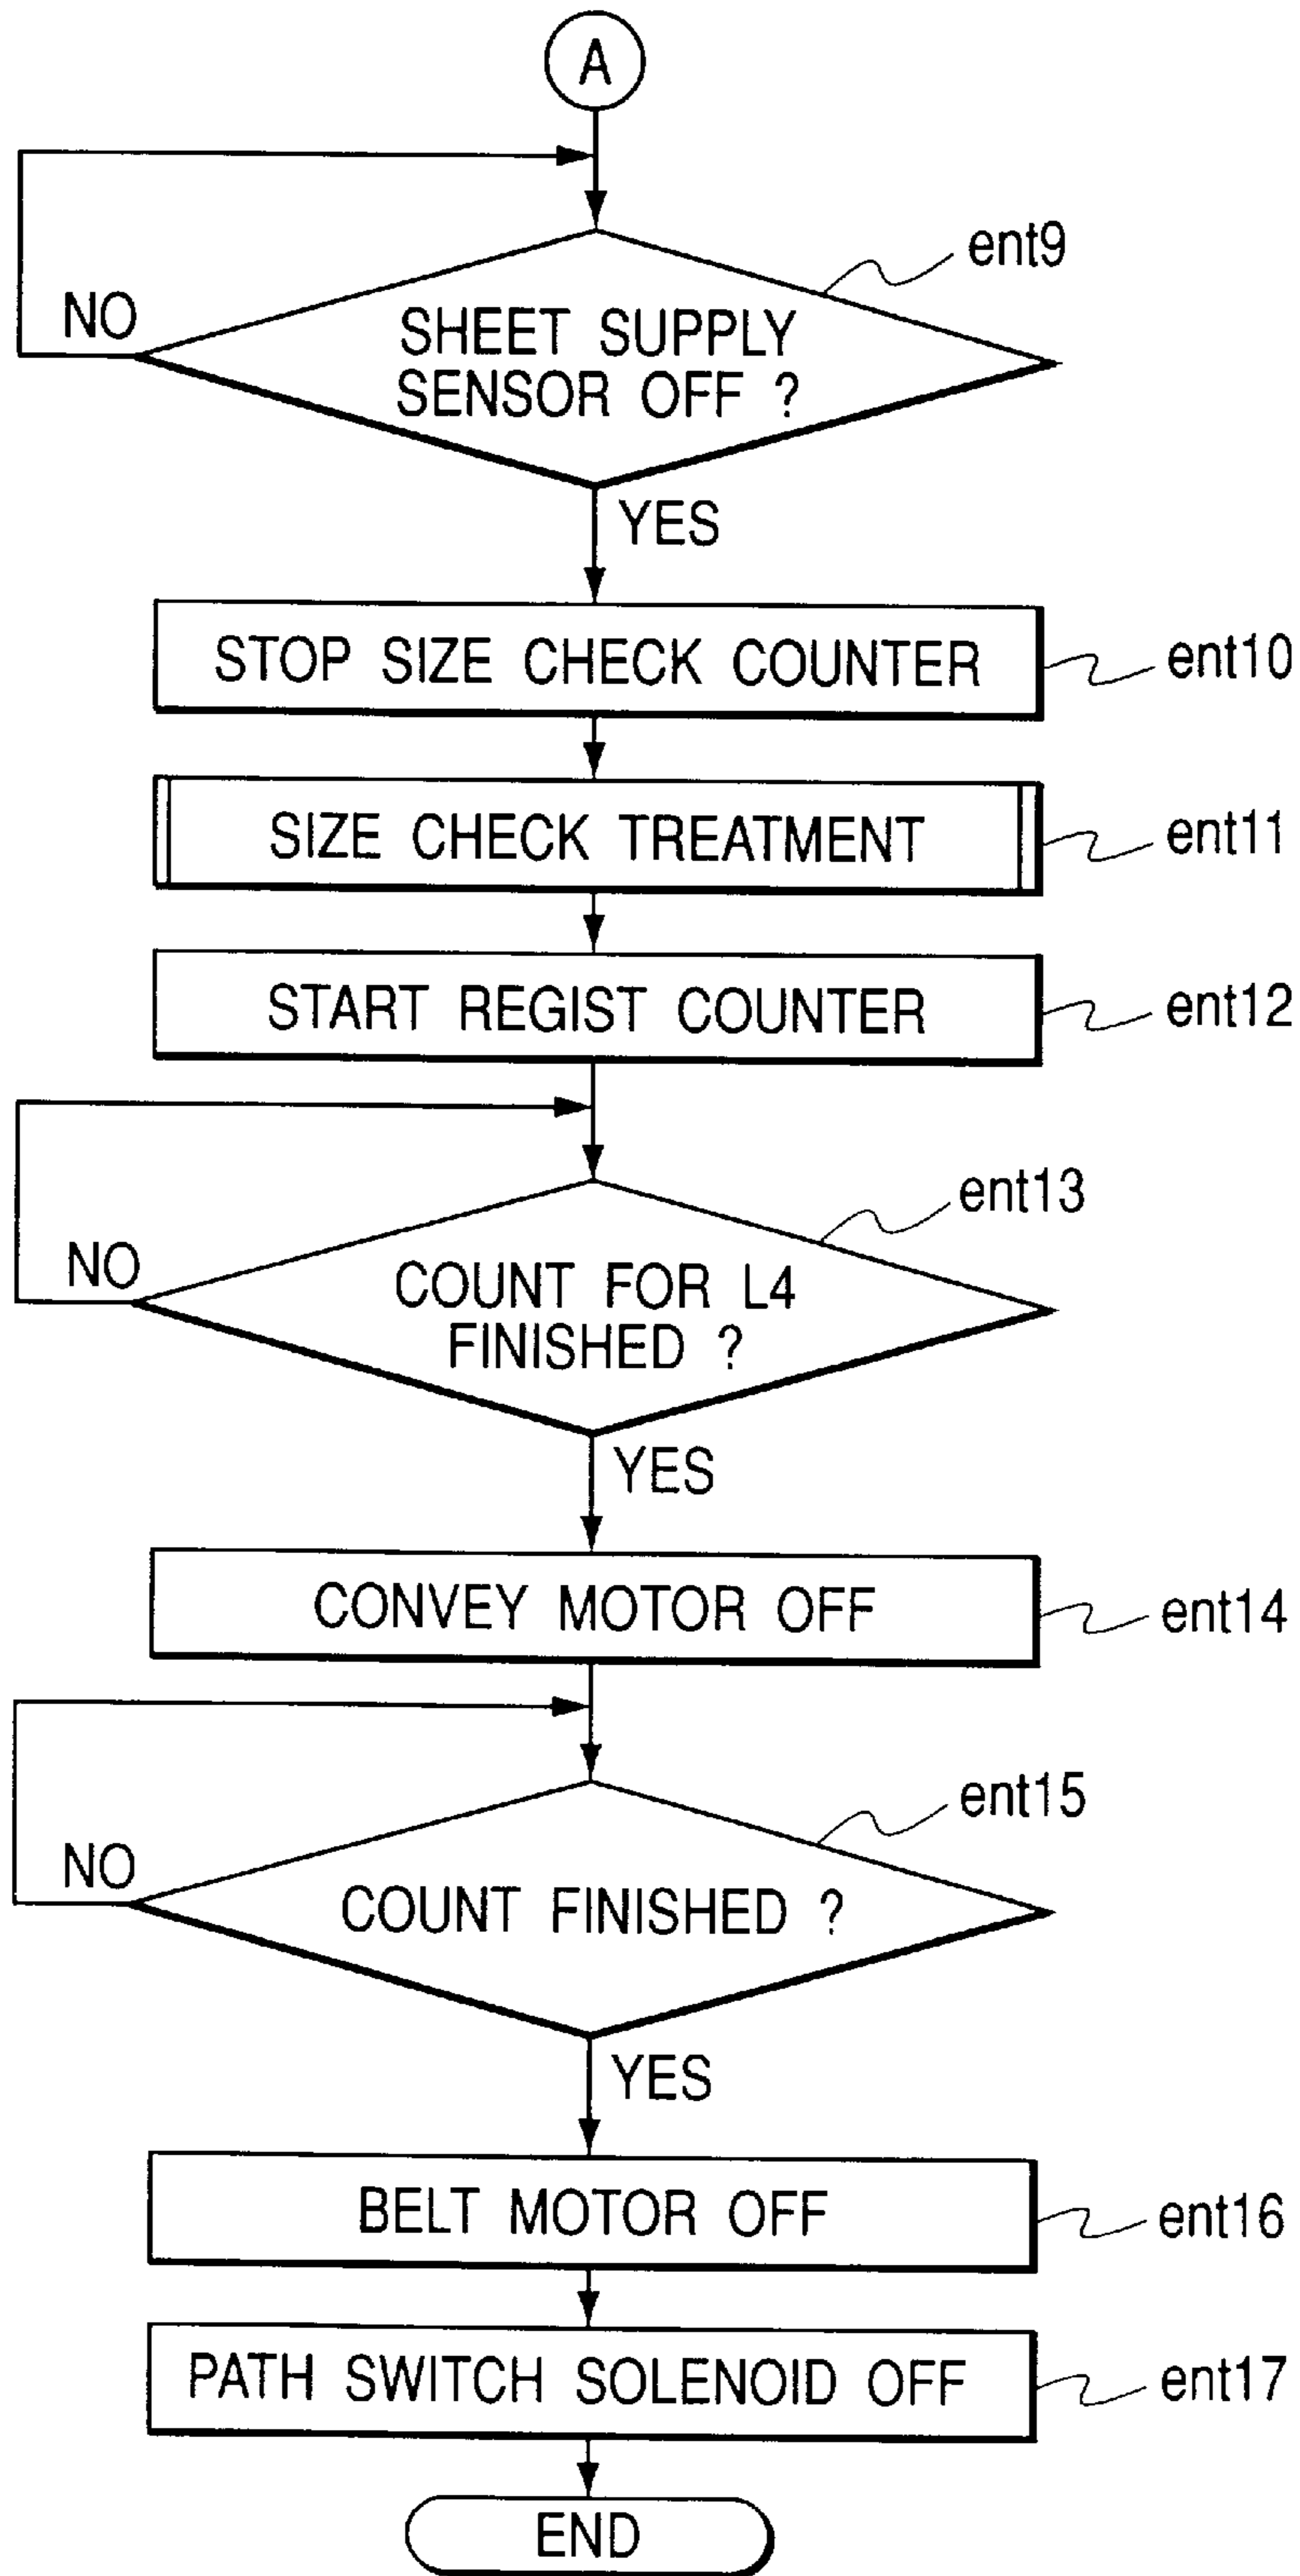 A
ent9
NO
SHEET SUPPLY
SENSOR OFF ?
YES
STOP SIZE CHECK COUNTER
ent10
SIZE CHECK TREATMENT
ent11
START REGIST COUNTER
ent12
ent13
NO
COUNT FOR L4
FINISHED ?
YES
CONVEY MOTOR OFF
ent14
ent15
NO
COUNT FINISHED ?
YES
BELT MOTOR OFF
ent16
PATH SWITCH SOLENOID OFF
ent17
END